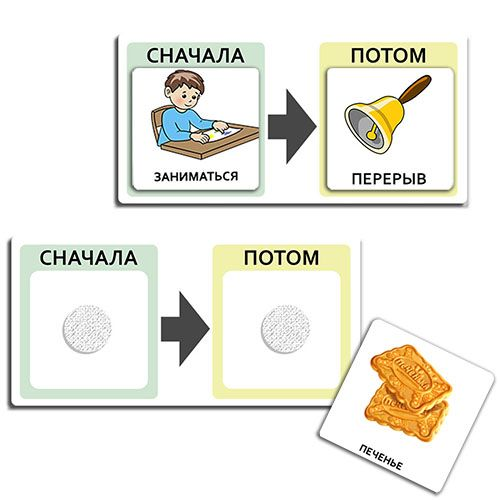 СНАЧАЛА
ПОТОМ
ЗАНИМАТЬСЯ
ПЕРЕРЫВ
СНАЧАЛА
ПОТОМ
ПЕЧЕНЬЕ